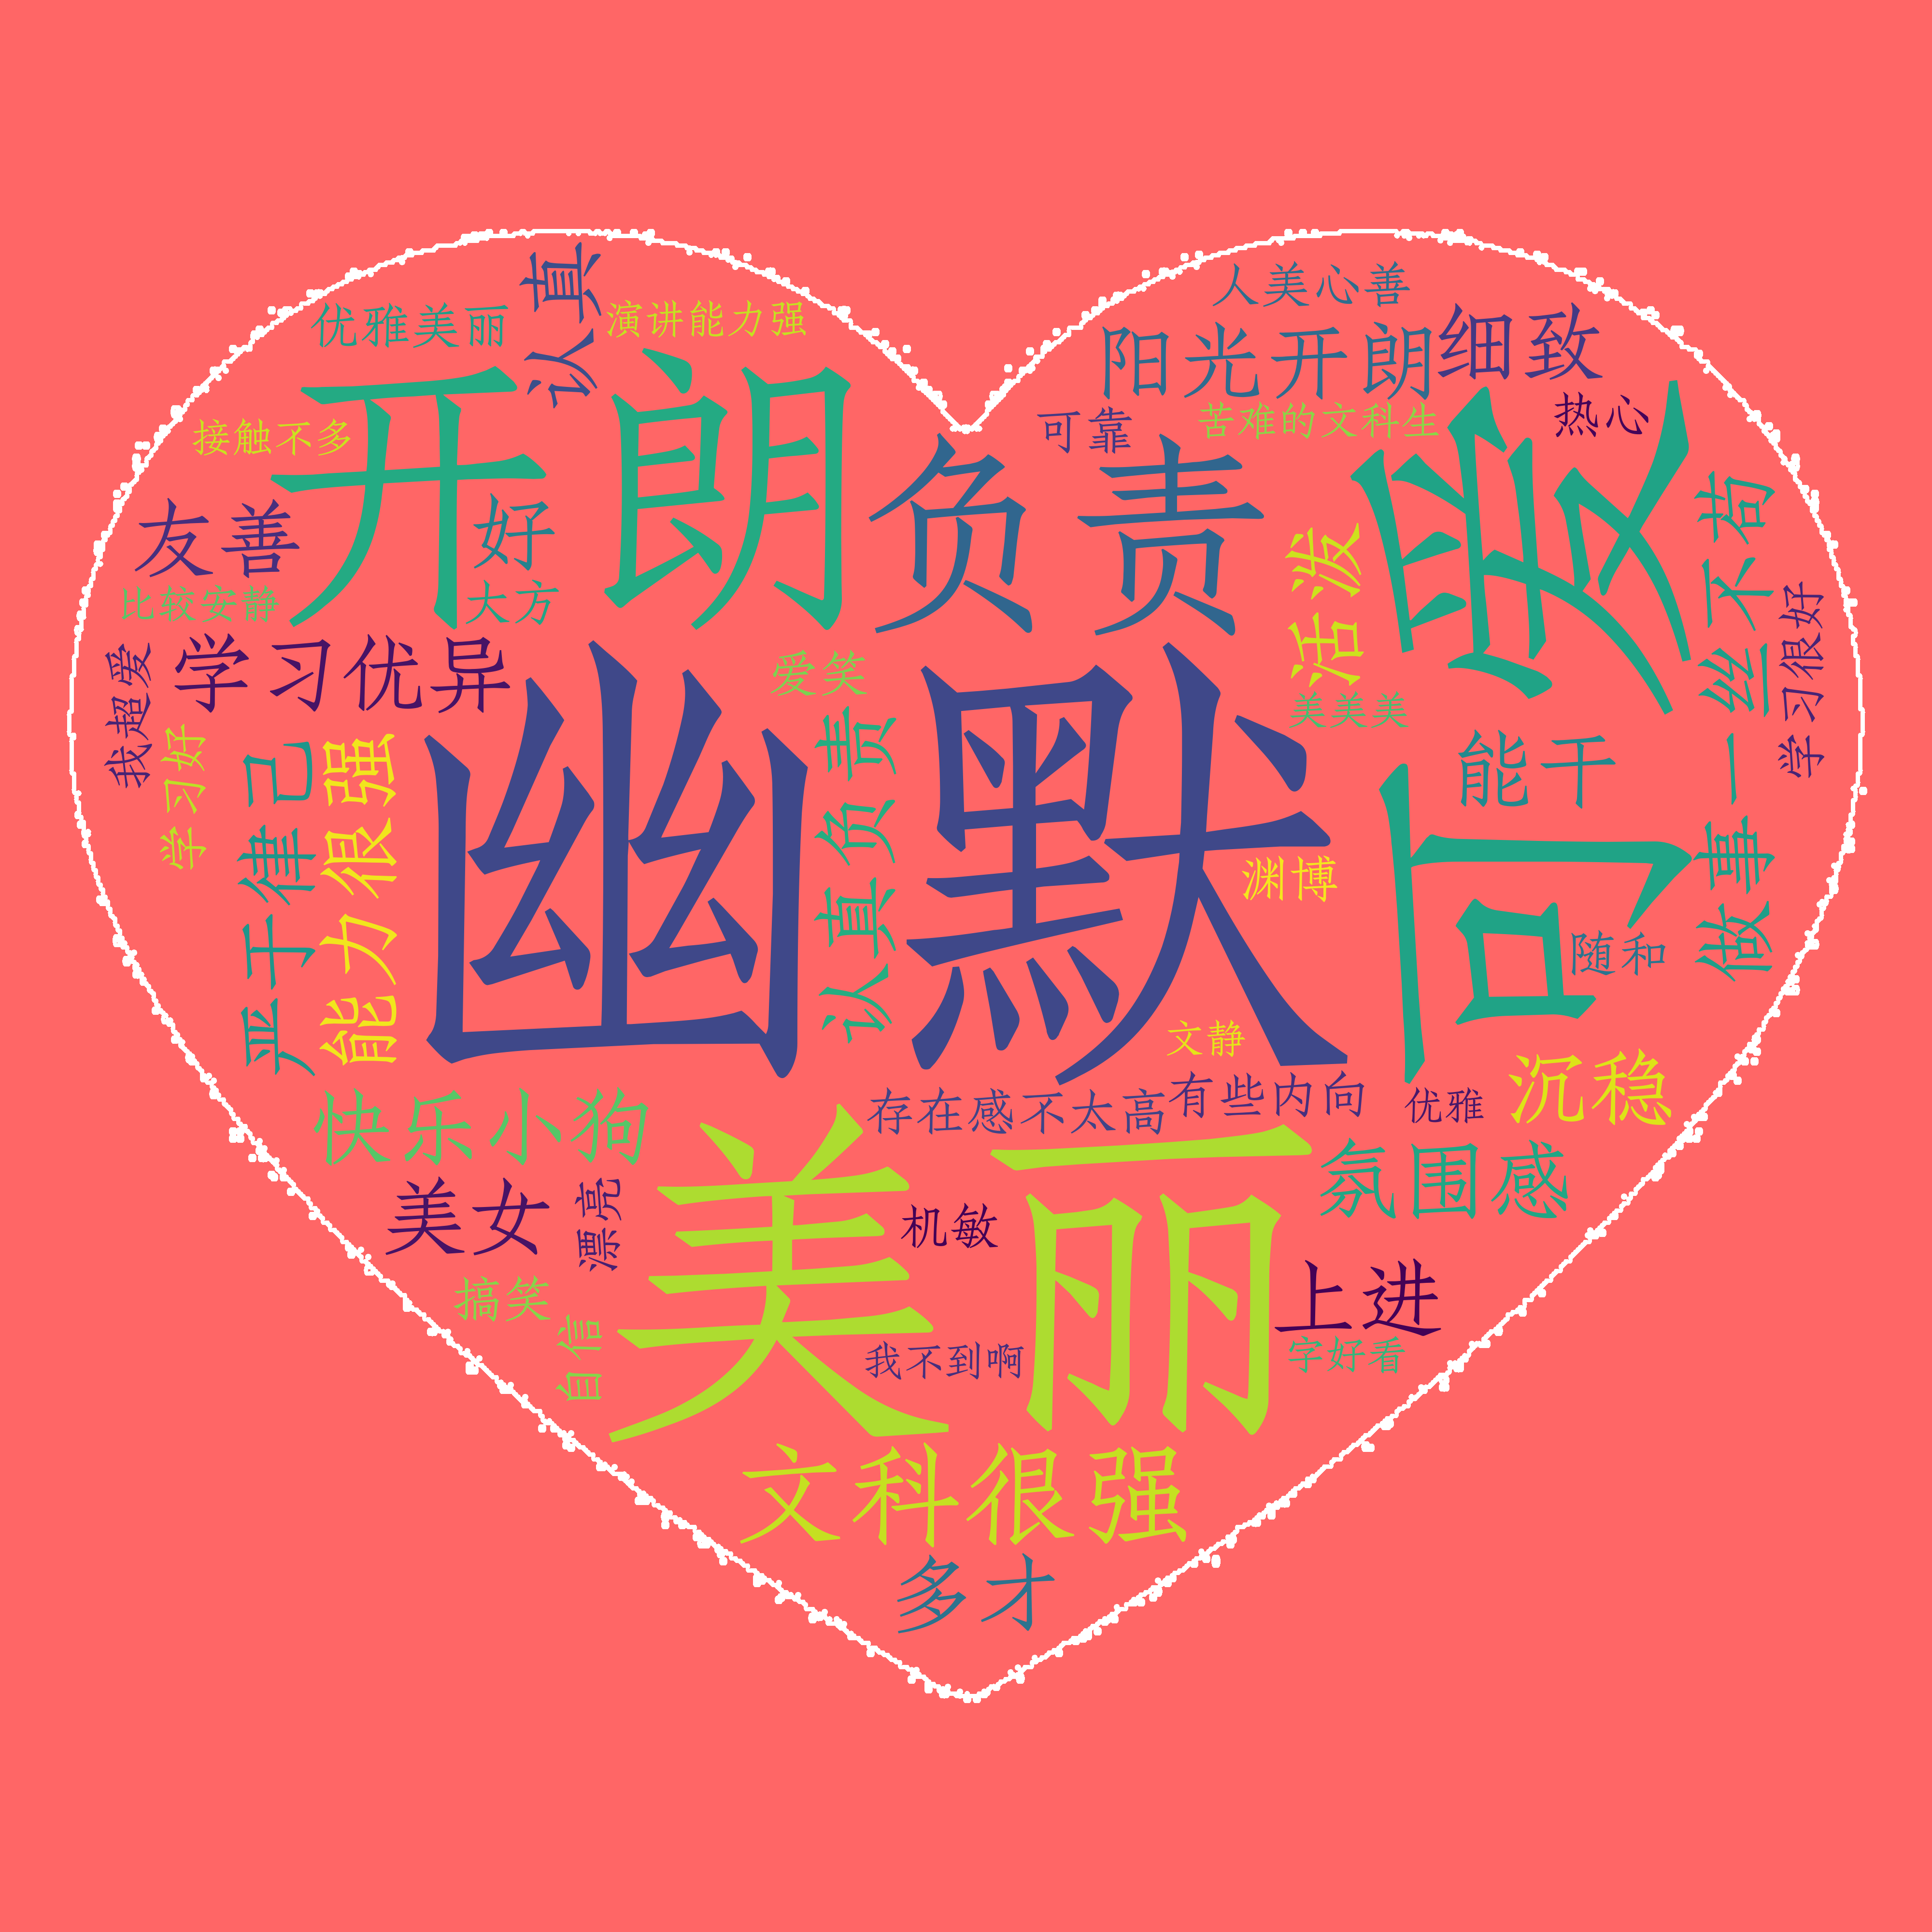 人美心善
认真
优雅美丽
演讲能力强
阳光开朗
细致
热心
可靠
苦难的文科生
接触不多
开朗
负责
司敢
友善
好
大方
活泼
做事一丝不苟
比较安静
学习很好
学习优异
我超爱
爱笑
美美美
幽默
学习好
严于律己
能力很强
认真负责
能干
渊博
随和
文静
沉稳
快乐小狗
存在感不太高
有些内向
优雅
美丽
氛围感
美女
漂亮
机敏
上进
搞笑
自信
我不到啊
字好看
文科很强
多才